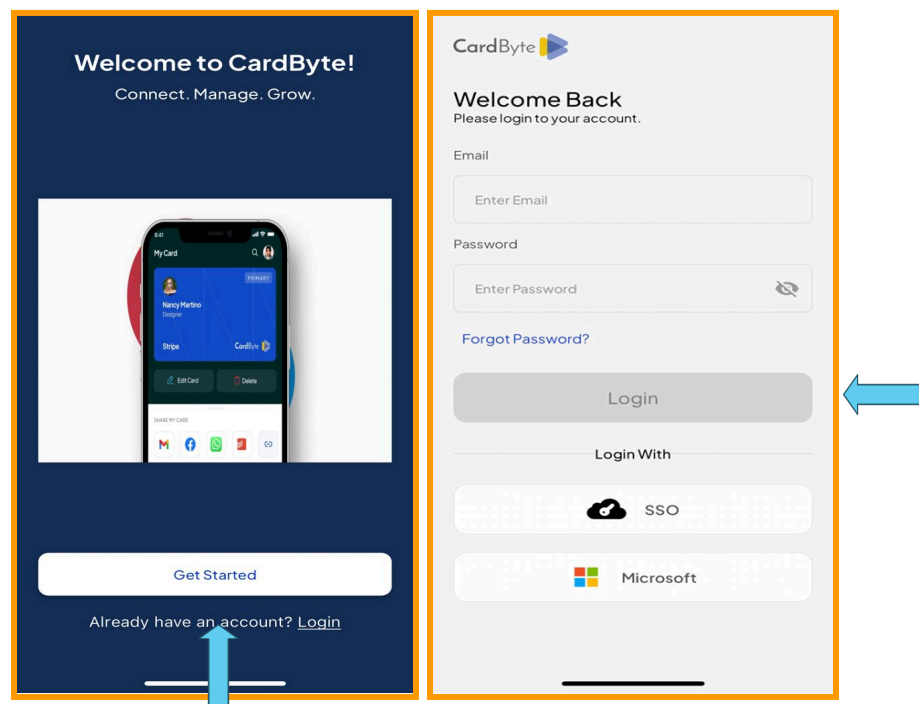 Welcome to CardByte!
Connect. Manage. Grow.
9:41
My Card
PRIMARY
Nancy Martino
Designer
Stripe
CardByte
Edit Card
Delete
SHARE MY CARD
Get Started
Already have an account? Login
CardByte
Welcome Back
Please login to your account.
Email
Enter Email
Password
Enter Password
Forgot Password?
Login
Login With
SSO
Microsoft